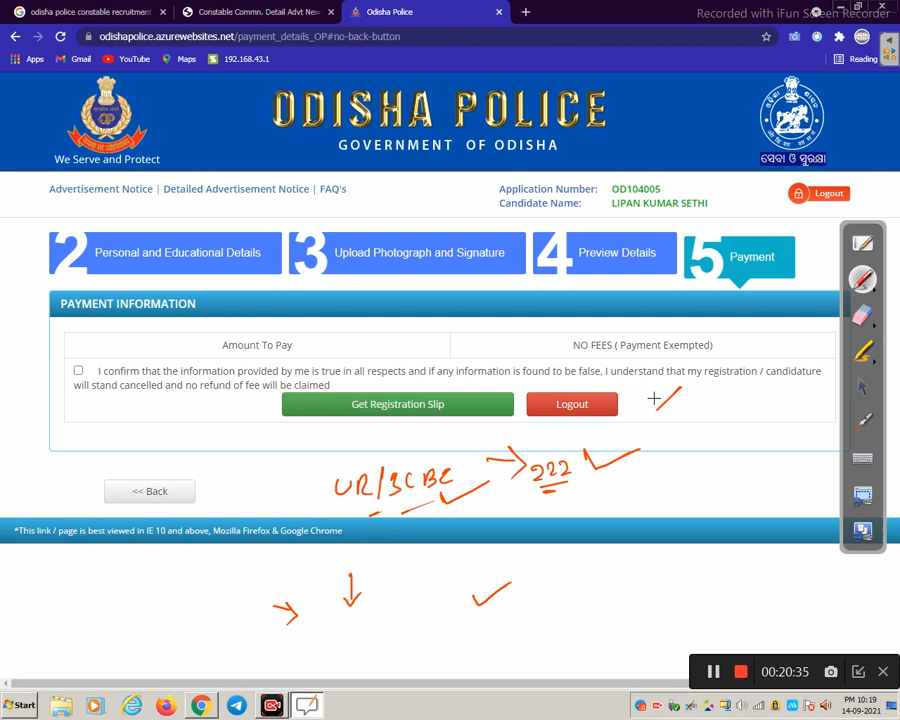 google odisha police constable recruitment
Constable Commn. Detail Advt New
Odisha Police
Recorded with iFun Screen Recorder
odishapolice.azurewebsites.net/payment_details_OP#no-back-button
Apps Gmail YouTube Maps 192.168.43.1 Reading
ODISHA POLICE
GOVERNMENT OF ODISHA
We Serve and Protect
ସେବା ଓ ସୁରକ୍ଷା
Advertisement Notice | Detailed Advertisement Notice | FAQ's
Application Number: OD104005
Candidate Name: LIPAN KUMAR SETHI
Logout
2 Personal and Educational Details 3 Upload Photograph and Signature 4 Preview Details 5 Payment
PAYMENT INFORMATION
Amount To Pay NO FEES ( Payment Exempted)
I confirm that the information provided by me is true in all respects and if any information is found to be false, I understand that my registration / candidature
will stand cancelled and no refund of fee will be claimed
Get Registration Slip Logout
UR/SCBC 222
<< Back
*This link / page is best viewed in IE 10 and above, Mozilla Firefox & Google Chrome
00:20:35
Start
PM 10:19
14-09-2021